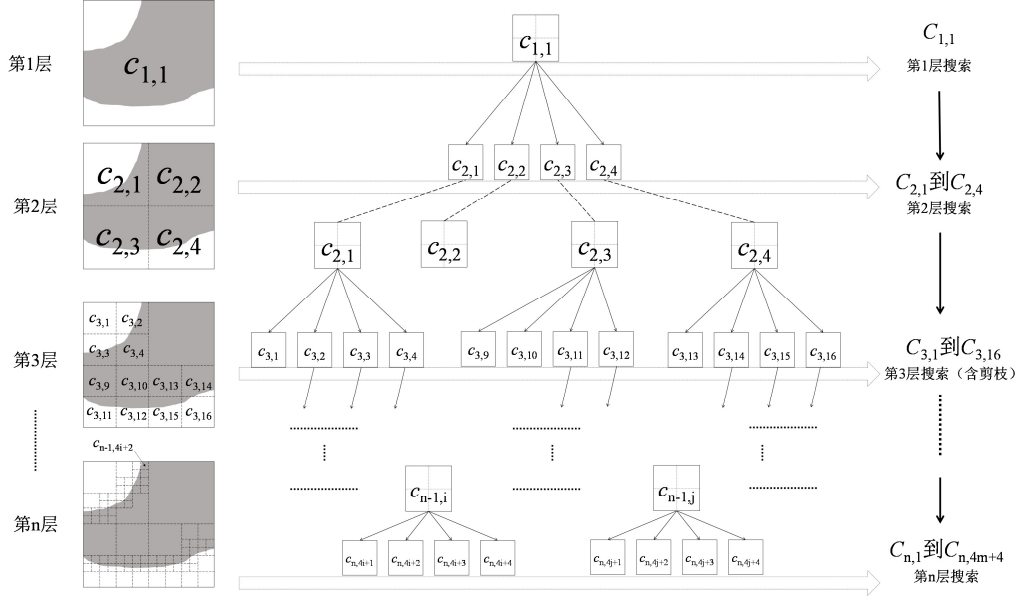 第1层
c1,1
c1,1
C1,1
第1层搜索
第2层
c2,1 c2,2
c2,3 c2,4
c2,1 c2,2 c2,3 c2,4
C2,1到C2,4
第2层搜索
c2,1 c2,2 c2,3 c2,4
第3层
c3,1 c3,2
c3,3 c3,4
c3,9 c3,10 c3,13 c3,14
c3,11 c3,12 c3,15 c3,16
c3,1 c3,2 c3,3 c3,4 c3,9 c3,10 c3,11 c3,12 c3,13 c3,14 c3,15 c3,16
C3,1到C3,16
第3层搜索（含剪枝）
cn-1,4i+2
第n层
cn-1,i cn-1,j
cn,4i+1 cn,4i+2 cn,4i+3 cn,4i+4 cn,4j+1 cn,4j+2 cn,4j+3 cn,4j+4
Cn,1到Cn,4m+4
第n层搜索